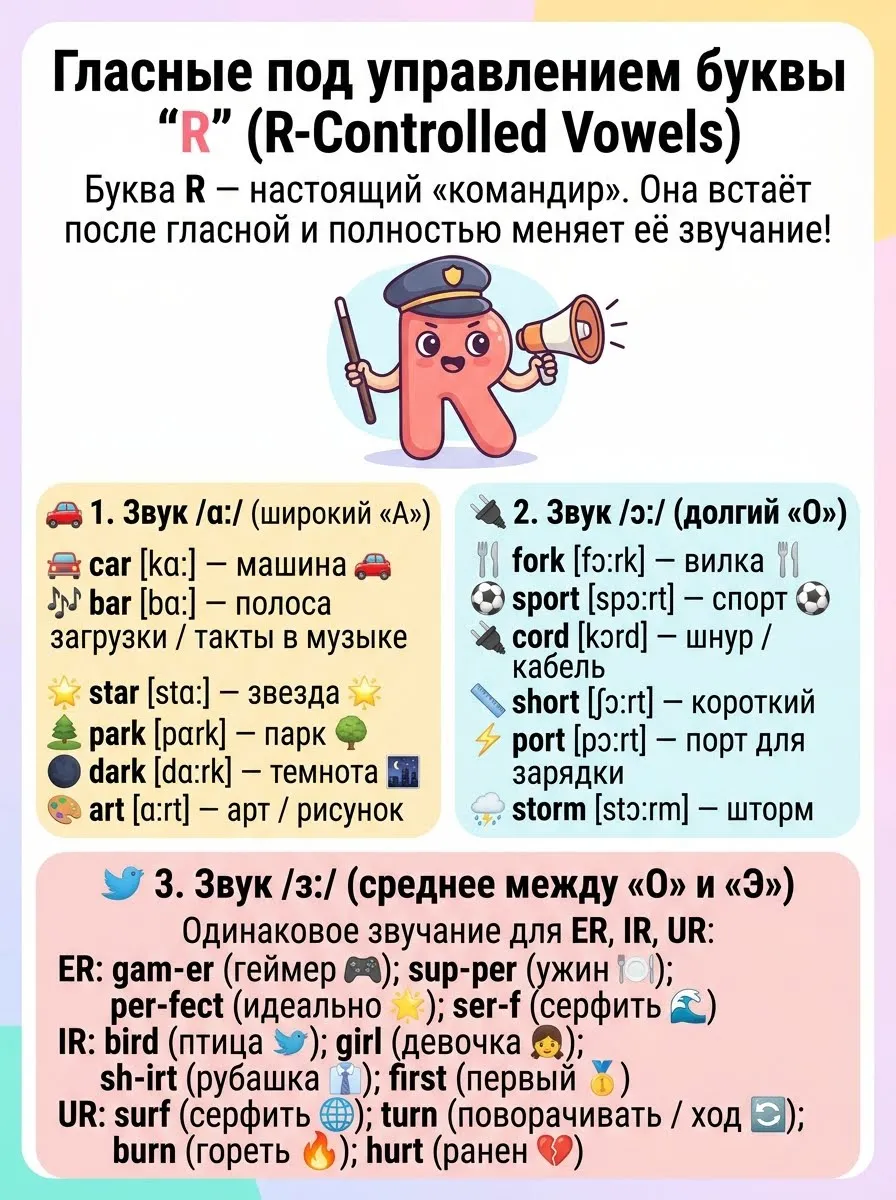 Гласные под управлением буквы
“R” (R-Controlled Vowels)
Буква R — настоящий «командир». Она встаёт
после гласной и полностью меняет её звучание!
1. Звук /ɑ:/ (широкий «А»)
car [kɑ:] — машина
bar [bɑ:] — полоса
загрузки / такты в музыке
star [stɑ:] — звезда
park [pɑrk] — парк
dark [dɑ:rk] — темнота
art [ɑ:rt] — арт / рисунок
2. Звук /ɔ:/ (долгий «О»)
fork [fɔ:rk] — вилка
sport [spɔ:rt] — спорт
cord [kɔrd] — шнур /
кабель
short [ʃɔ:rt] — короткий
port [pɔ:rt] — порт для
зарядки
storm [stɔ:rm] — шторм
3. Звук /ɜ:/ (среднее между «О» и «Э»)
Одинаковое звучание для ER, IR, UR:
ER: gam-er (геймер); sup-per (ужин);
per-fect (идеально); ser-f (серфить)
IR: bird (птица); girl (девочка);
sh-irt (рубашка); first (первый)
UR: surf (серфить); turn (поворачивать / ход);
burn (гореть); hurt (ранен)